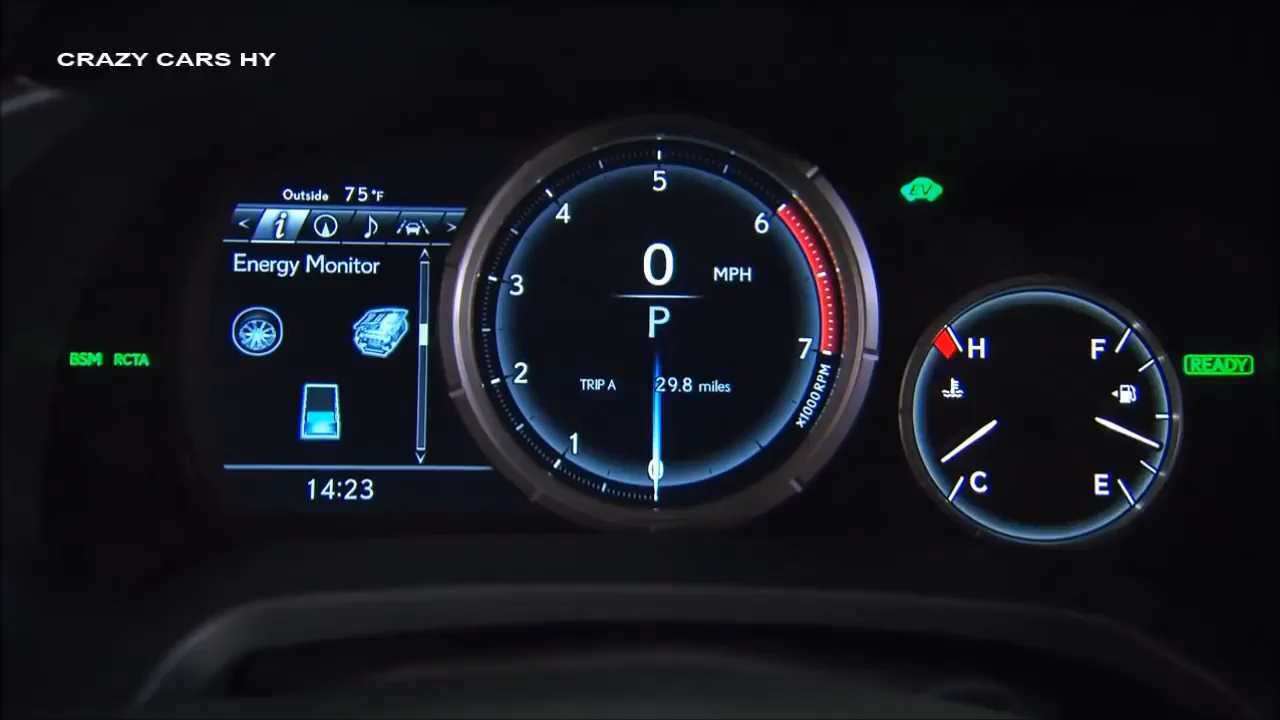 CRAZY CARS HY
Outside 75°F
< i >
Energy Monitor
14:23
BSM RCTA
5
4
6
3
2
7
1
0
0 MPH
P
TRIP A 29.8 miles
x1000RPM
EV
H F
C E
READY